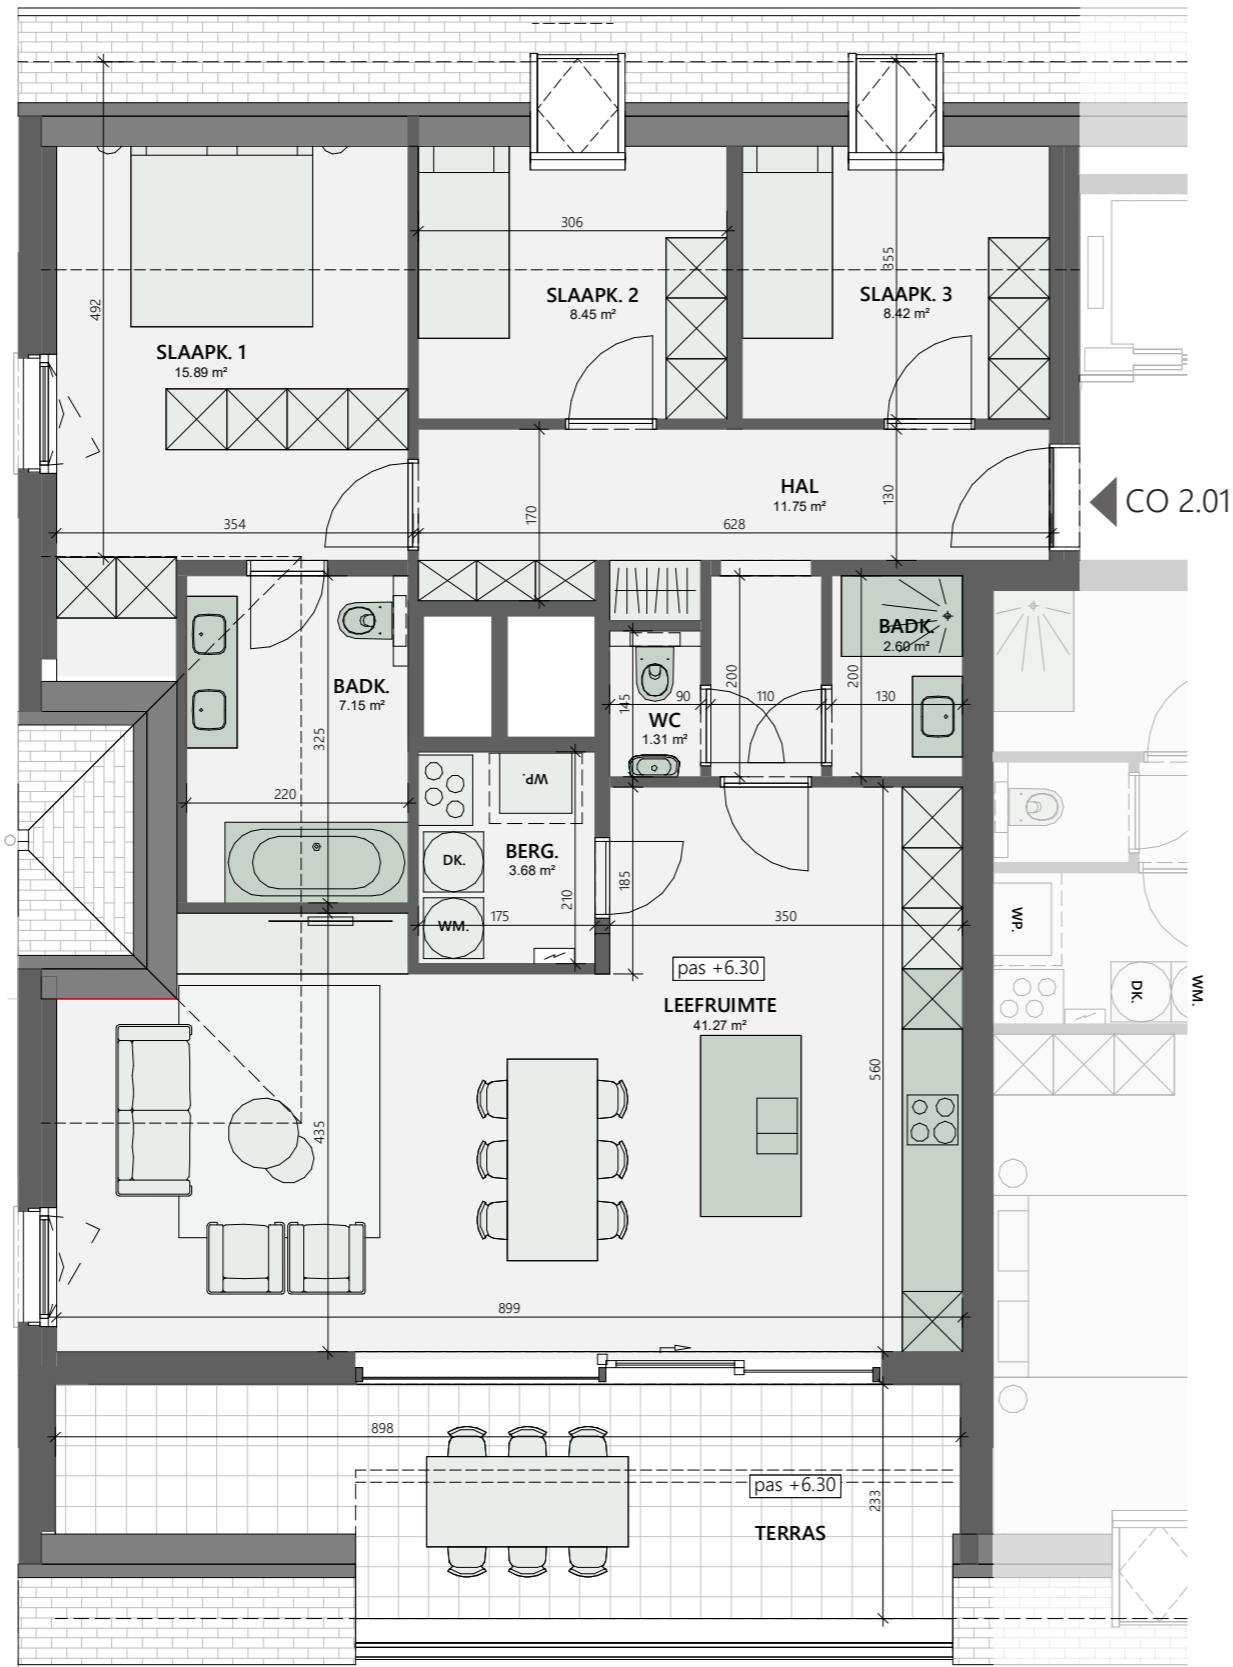 306
355
492
SLAAPK. 2
8.45 m²
SLAAPK. 3
8.42 m²
SLAAPK. 1
15.89 m²
HAL
11.75 m²
130
CO 2.01
170
354
628
BADK.
2.60 m²
BADK.
7.15 m²
200
200
145
90
110
130
WC
1.31 m²
325
220
WP.
DK.
BERG.
3.68 m²
185
210
WM.
175
350
WP.
DK.
WM.
pas +6.30
LEEFRUIMTE
41.27 m²
560
435
899
898
pas +6.30
233
TERRAS